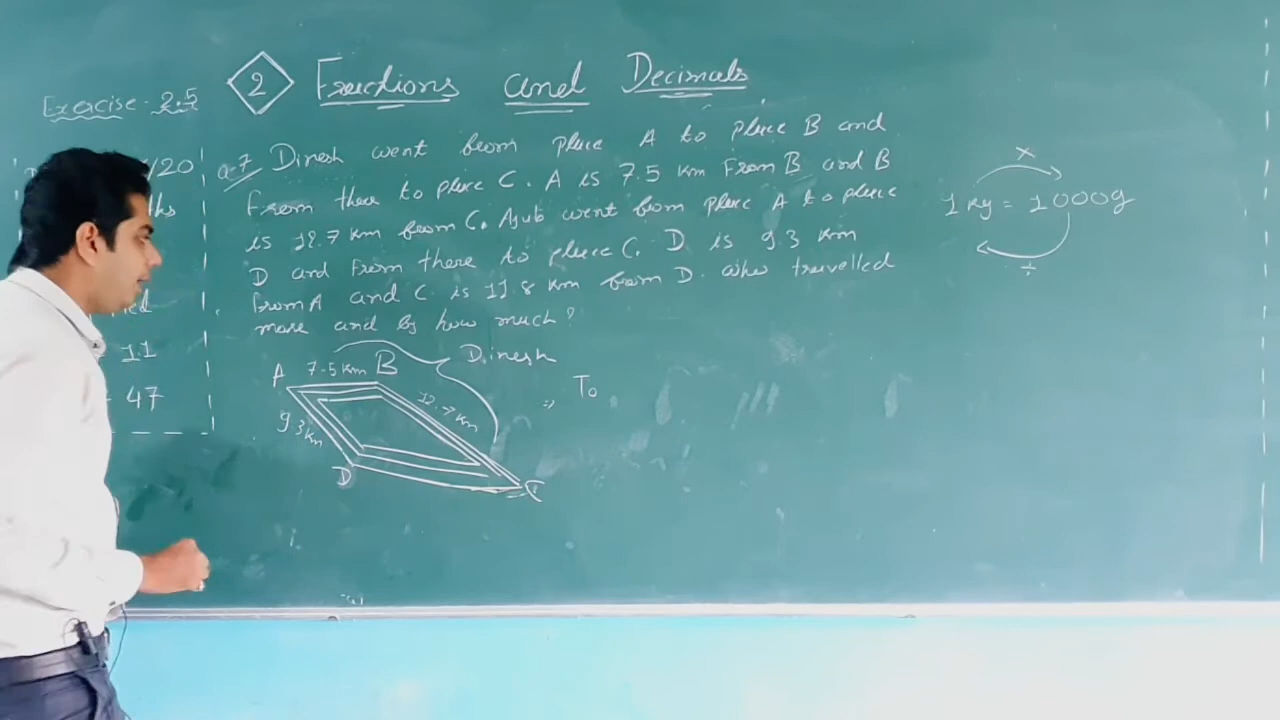 Exercise - 2.5
2 Fractions and Decimals
/20
ths
ed
11
- 47
Q-7 Dinesh went from place A to place B and
from there to place C. A is 7.5 km From B and B
is 12.7 km from C. Ayub went from place A to place
D and from there to place C. D is 9.3 km
from A and C is 11.8 km from D. who travelled
more and by how much?
1 kg = 1000g
×
÷
A 7.5 km B
Dinesh
12.7 km
9.3 km
D
C
⇒ To